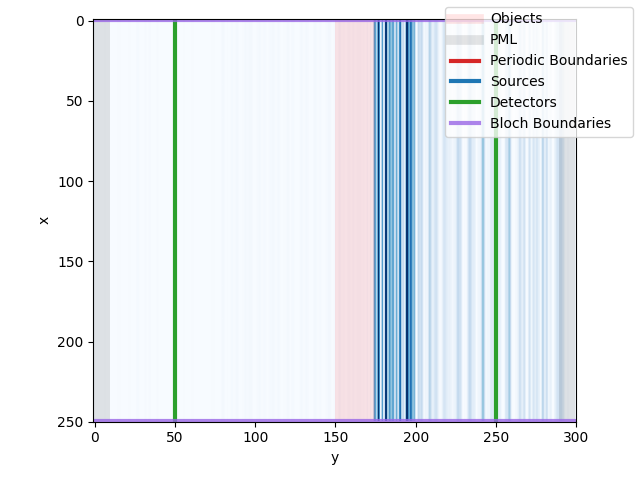 Objects
PML
Periodic Boundaries
Sources
Detectors
Bloch Boundaries
0
50
100
150
200
250
x
0 50 100 150 200 250 300
y